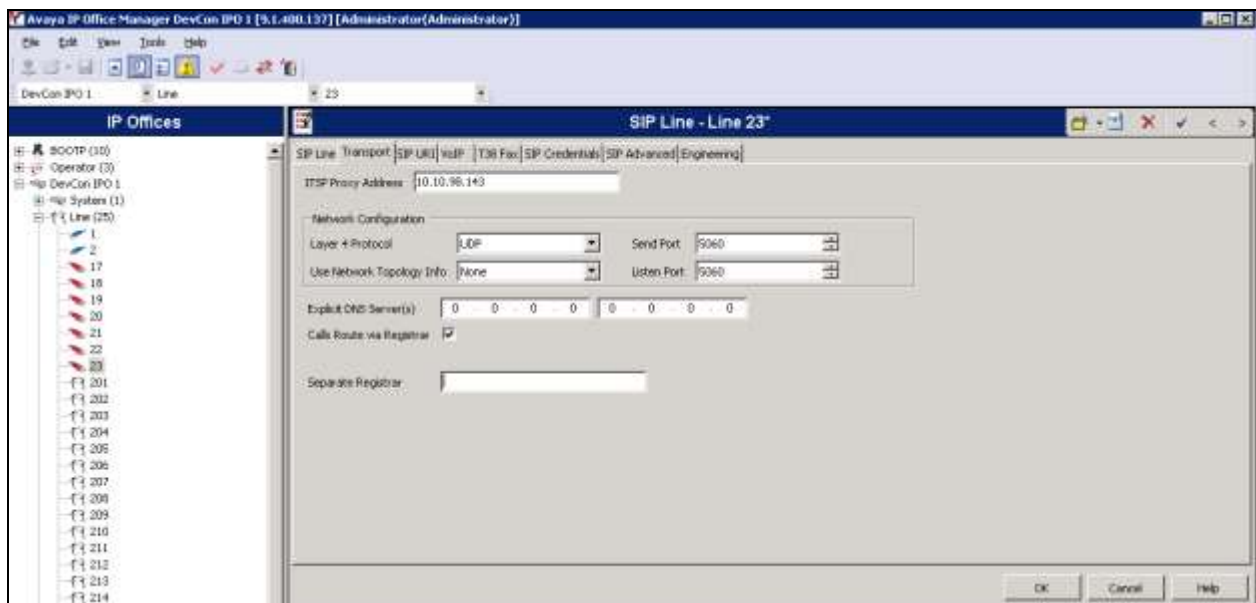 Avaya IP Office Manager DevCon IPO 1 [9.1.400.137] [Administrator(Administrator)]
File Edit View Tools Help
DevCon IPO 1 Line 23
IP Offices
SIP Line - Line 23*
BOOTP (10)
Operator (3)
DevCon IPO 1
System (1)
Line (25)
1
2
17
18
19
20
21
22
23
201
202
203
204
205
206
207
208
209
210
211
212
213
214
SIP Line Transport SIP URI VoIP T38 Fax SIP Credentials SIP Advanced Engineering
ITSP Proxy Address 10.10.98.143
Network Configuration
Layer 4 Protocol UDP Send Port 5060
Use Network Topology Info None Listen Port 5060
Explicit DNS Server(s) 0 . 0 . 0 . 0 0 . 0 . 0 . 0
Calls Route via Registrar
Separate Registrar
OK Cancel Help